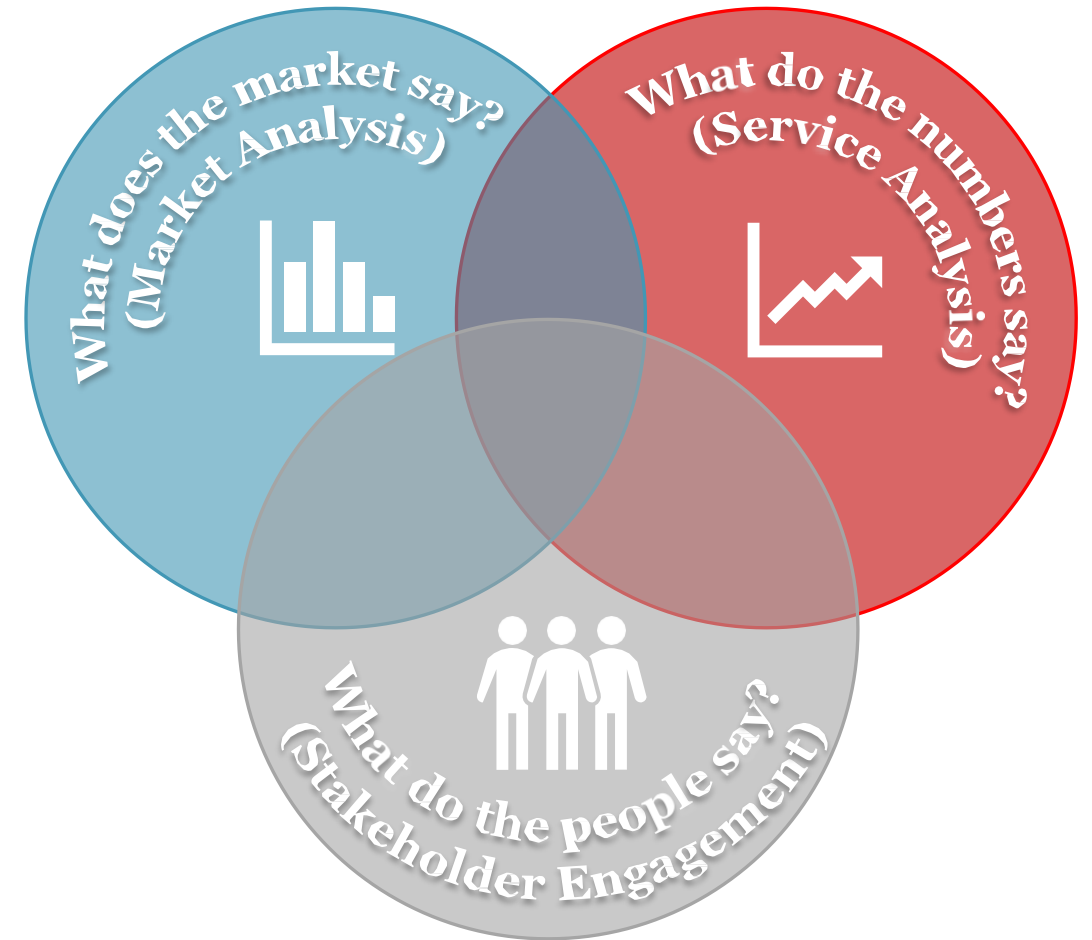 What does the market say?
(Market Analysis)
What do the numbers say?
(Service Analysis)
What do the people say?
(Stakeholder Engagement)